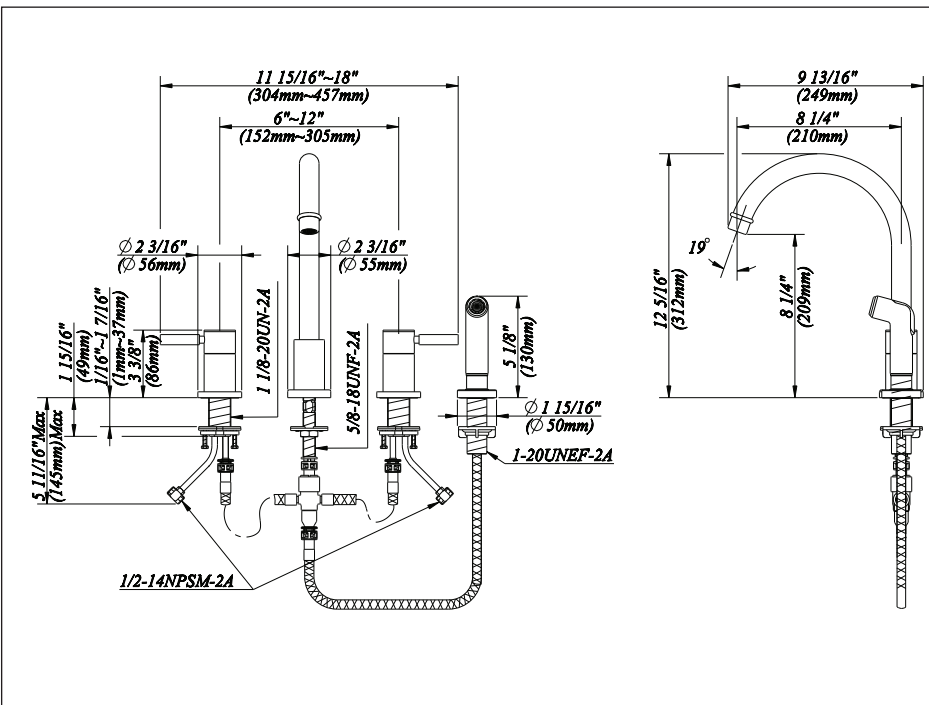 11 15/16"~18"
(304mm~457mm)
6"~12"
(152mm~305mm)
9 13/16"
(249mm)
8 1/4"
(210mm)
∅ 2 3/16"
(∅ 56mm)
∅ 2 3/16"
(∅ 55mm)
19°
12 5/16"
(312mm)
8 1/4"
(209mm)
5 1/8"
(130mm)
1 15/16"
(49mm)
1/16"~1 7/16"
(1mm~37mm)
3 3/8"
(86mm)
1 1/8-20UN-2A
5/8-18UNF-2A
∅ 1 15/16"
(∅ 50mm)
1-20UNEF-2A
5 11/16"Max
(145mm)Max
1/2-14NPSM-2A